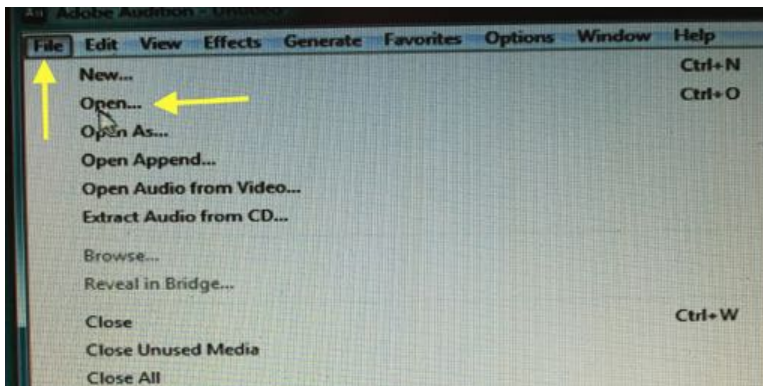 Au Adobe Audition - Untitled
File Edit View Effects Generate Favorites Options Window Help
New... Ctrl+N
Open... Ctrl+O
Open As...
Open Append...
Open Audio from Video...
Extract Audio from CD...
Browse...
Reveal in Bridge...
Close Ctrl+W
Close Unused Media
Close All